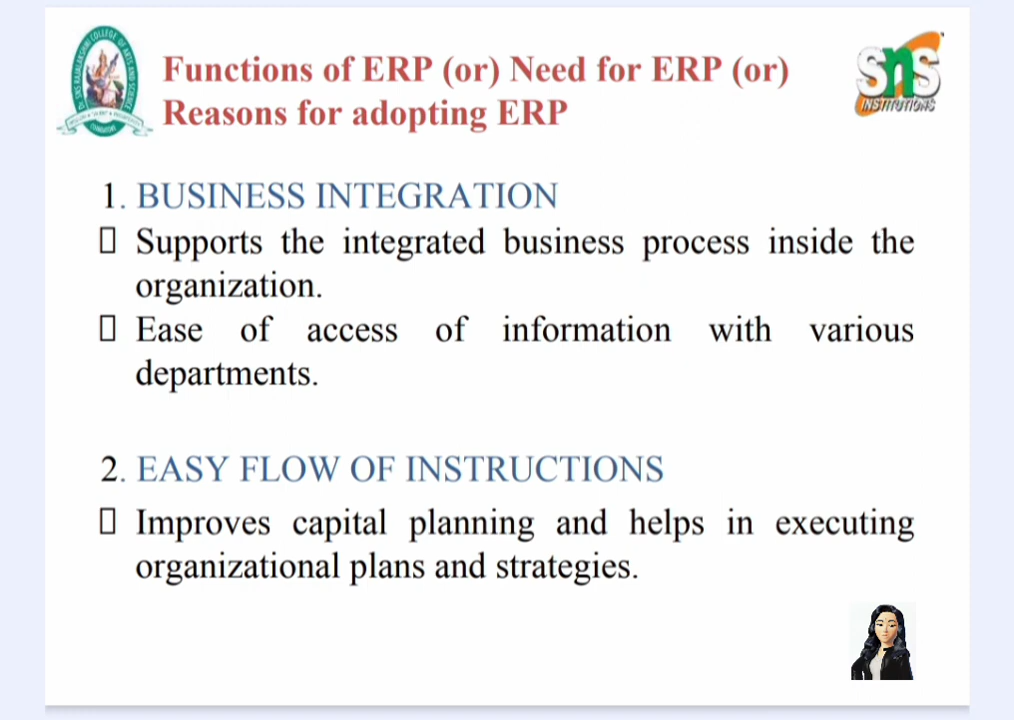 Functions of ERP (or) Need for ERP (or)
Reasons for adopting ERP
SNS
INSTITUTIONS
1. BUSINESS INTEGRATION
Supports the integrated business process inside the
organization.
Ease of access of information with various
departments.
2. EASY FLOW OF INSTRUCTIONS
Improves capital planning and helps in executing
organizational plans and strategies.